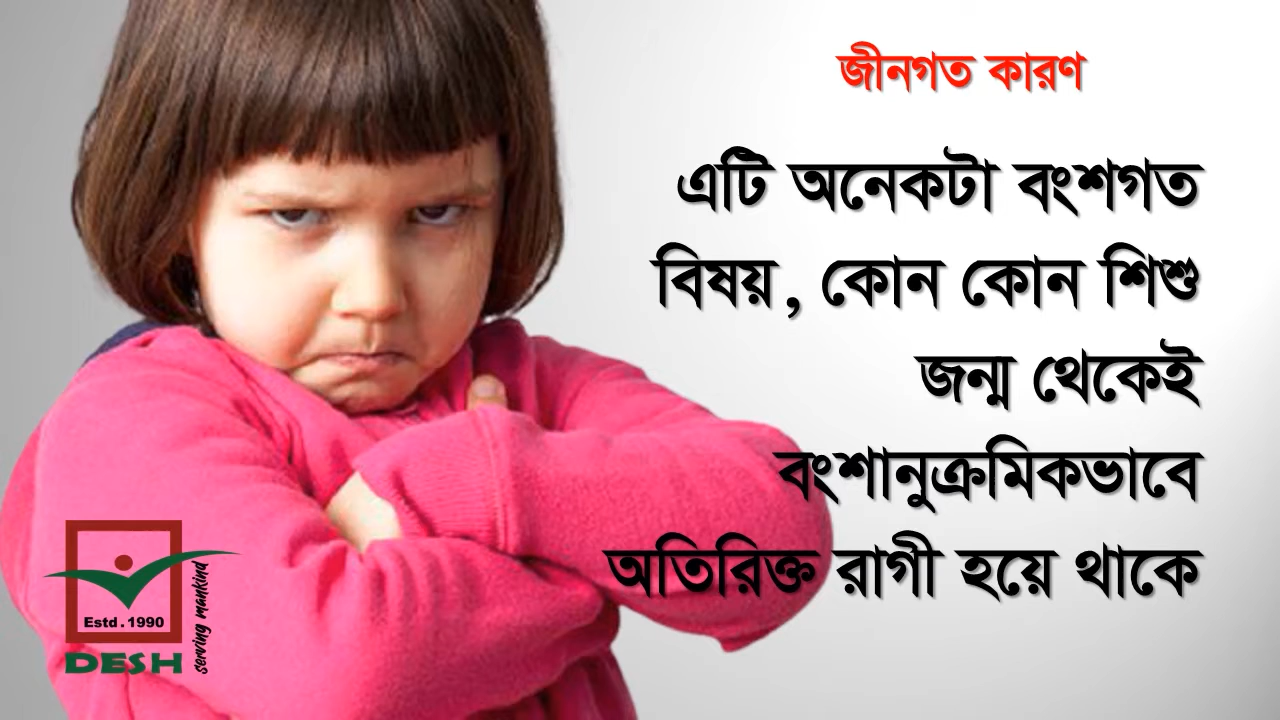 জীনগত কারণ
এটি অনেকটা বংশগত
বিষয়, কোন কোন শিশু
জন্ম থেকেই
বংশানুক্রমিকভাবে
অতিরিক্ত রাগী হয়ে থাকে
Estd. 1990
DESH
serving mankind